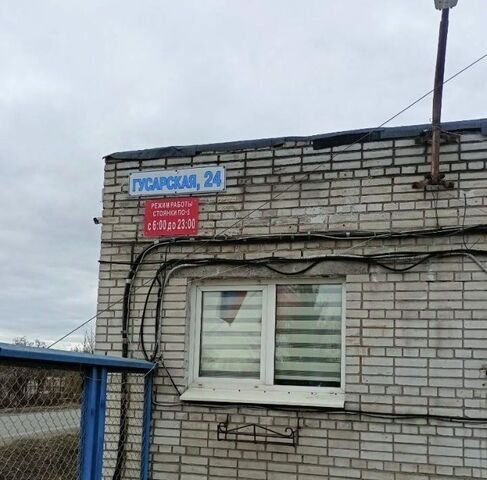 ГУСАРСКАЯ, 24
РЕЖИМ РАБОТЫ
СТОЯНКИ ПО-3
с 6:00 до 23:00